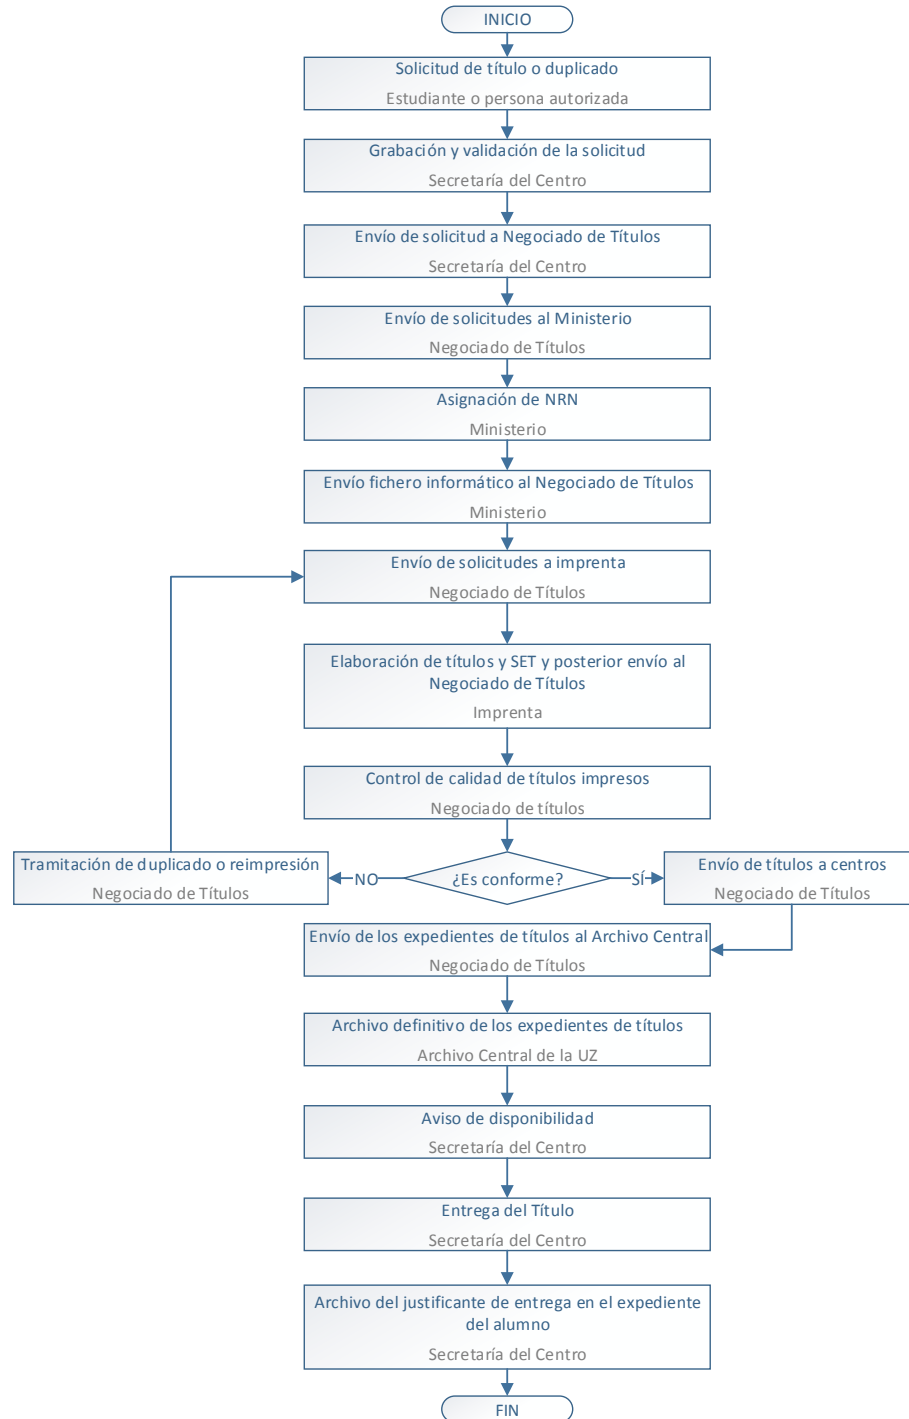 INICIO
Solicitud de título o duplicado
Estudiante o persona autorizada
Grabación y validación de la solicitud
Secretaría del Centro
Envío de solicitud a Negociado de Títulos
Secretaría del Centro
Envío de solicitudes al Ministerio
Negociado de Títulos
Asignación de NRN
Ministerio
Envío fichero informático al Negociado de Títulos
Ministerio
Envío de solicitudes a imprenta
Negociado de Títulos
Elaboración de títulos y SET y posterior envío al
Negociado de Títulos
Imprenta
Control de calidad de títulos impresos
Negociado de títulos
Tramitación de duplicado o reimpresión
Negociado de Títulos
NO
¿Es conforme?
SÍ
Envío de títulos a centros
Negociado de Títulos
Envío de los expedientes de títulos al Archivo Central
Negociado de Títulos
Archivo definitivo de los expedientes de títulos
Archivo Central de la UZ
Aviso de disponibilidad
Secretaría del Centro
Entrega del Título
Secretaría del Centro
Archivo del justificante de entrega en el expediente
del alumno
Secretaría del Centro
FIN